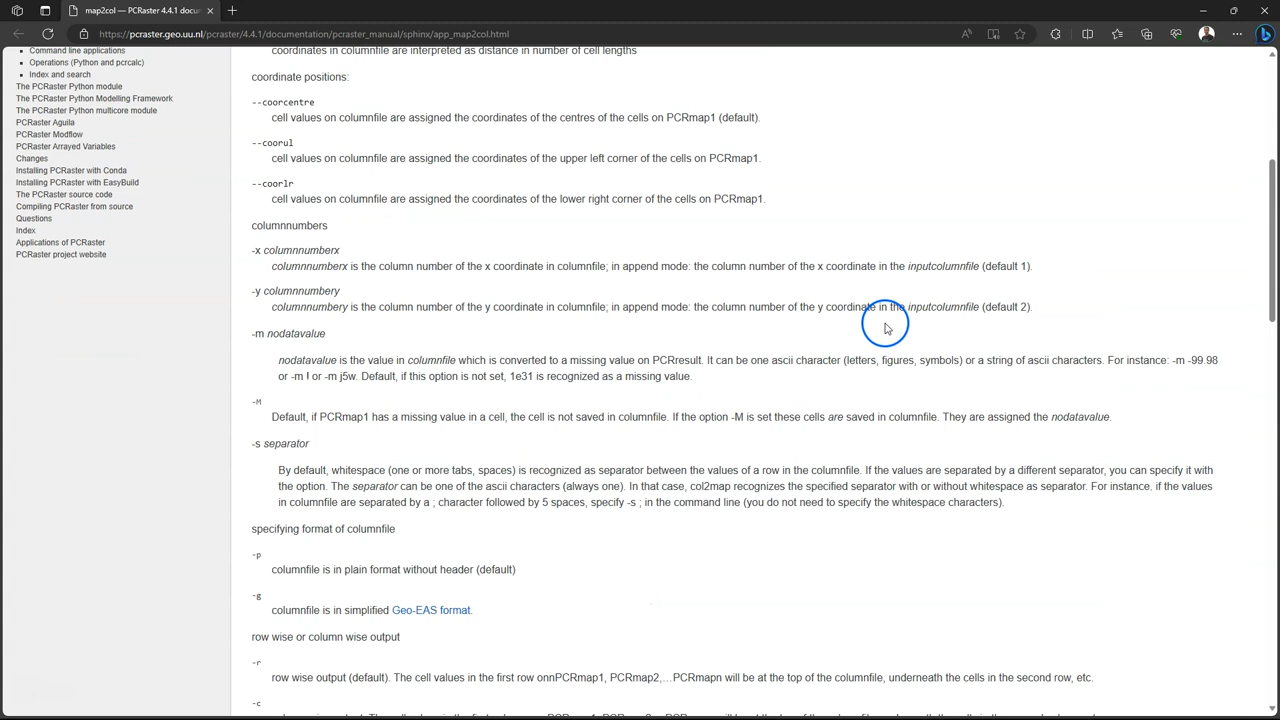 map2col — PCRaster 4.4.1 docu
https://pcraster.geo.uu.nl/pcraster/4.4.1/documentation/pcraster_manual/sphinx/app_map2col.html
Command line applications
Operations (Python and pcrcalc)
Index and search
The PCRaster Python module
The PCRaster Python Modelling Framework
The PCRaster Python multicore module
PCRaster Aguila
PCRaster Modflow
PCRaster Arrayed Variables
Changes
Installing PCRaster with Conda
Installing PCRaster with EasyBuild
The PCRaster source code
Compiling PCRaster from source
Questions
Index
Applications of PCRaster
PCRaster project website
coordinates in columnfile are interpreted as distance in number of cell lengths
coordinate positions:
--coorcentre
cell values on columnfile are assigned the coordinates of the centres of the cells on PCRmap1 (default).
--coorul
cell values on columnfile are assigned the coordinates of the upper left corner of the cells on PCRmap1.
--coorlr
cell values on columnfile are assigned the coordinates of the lower right corner of the cells on PCRmap1.
columnnumbers
-x columnnumberx
columnnumberx is the column number of the x coordinate in columnfile; in append mode: the column number of the x coordinate in the inputcolumnfile (default 1).
-y columnnumbery
columnnumbery is the column number of the y coordinate in columnfile; in append mode: the column number of the y coordinate in the inputcolumnfile (default 2).
-m nodatavalue
nodatavalue is the value in columnfile which is converted to a missing value on PCRresult. It can be one ascii character (letters, figures, symbols) or a string of ascii characters. For instance: -m -99.98
or -m ! or -m j5w. Default, if this option is not set, 1e31 is recognized as a missing value.
-M
Default, if PCRmap1 has a missing value in a cell, the cell is not saved in columnfile. If the option -M is set these cells are saved in columnfile. They are assigned the nodatavalue.
-s separator
By default, whitespace (one or more tabs, spaces) is recognized as separator between the values of a row in the columnfile. If the values are separated by a different separator, you can specify it with
the option. The separator can be one of the ascii characters (always one). In that case, col2map recognizes the specified separator with or without whitespace as separator. For instance. if the values
in columnfile are separated by a ; character followed by 5 spaces, specify -s ; in the command line (you do not need to specify the whitespace characters).
specifying format of columnfile
-p
columnfile is in plain format without header (default)
-g
columnfile is in simplified Geo-EAS format.
row wise or column wise output
-r
row wise output (default). The cell values in the first row onnPCRmap1, PCRmap2,…PCRmapn will be at the top of the columnfile, underneath the cells in the second row, etc.
-c